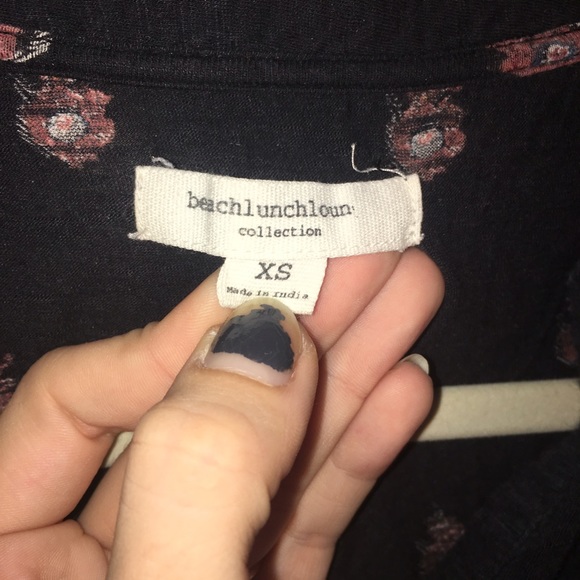 beachlunchloun
collection
XS
Made in India